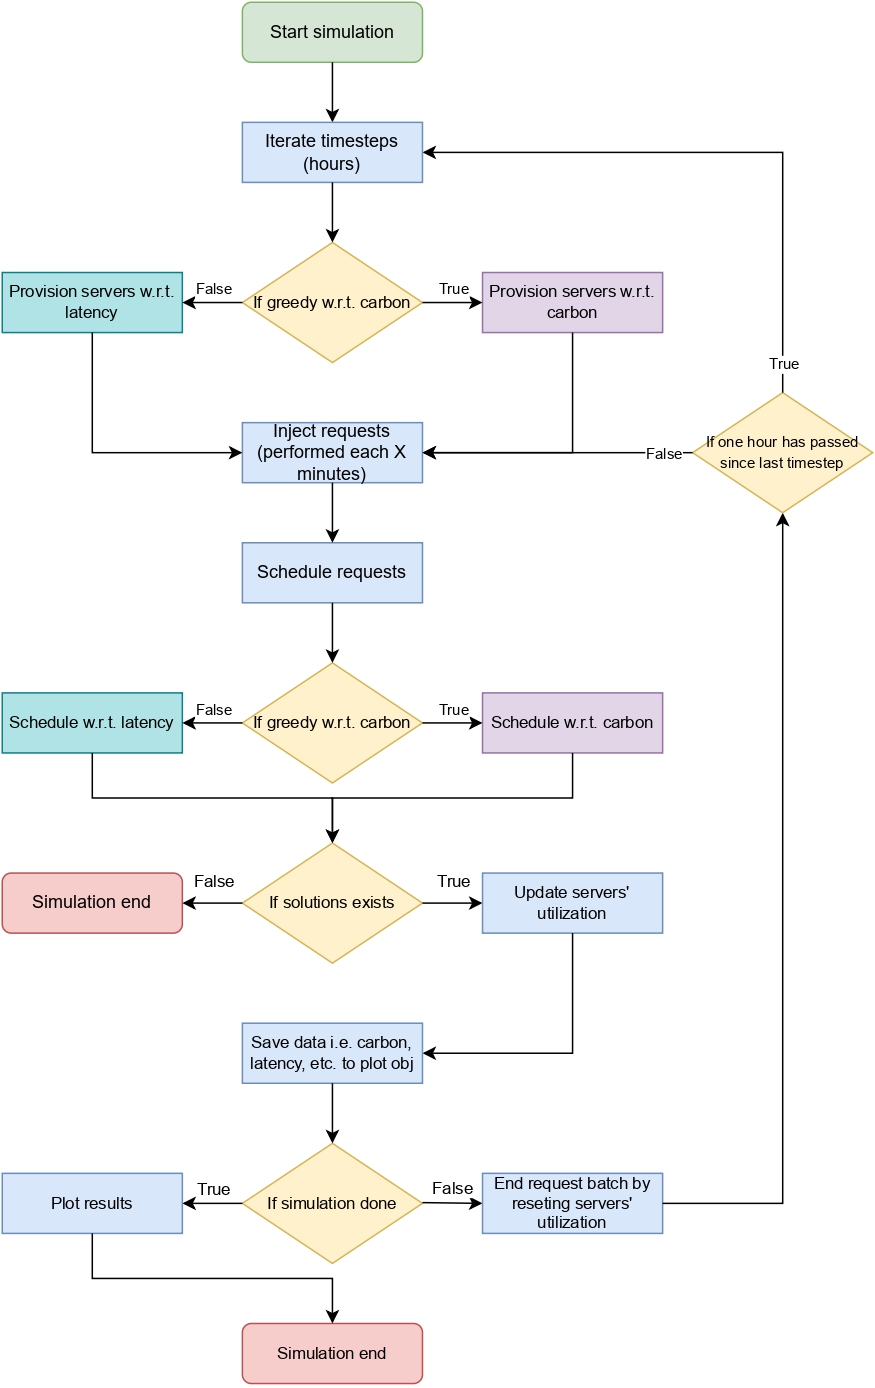 Start simulation
Iterate timesteps
(hours)
Provision servers w.r.t.
latency
False
If greedy w.r.t. carbon
True
Provision servers w.r.t.
carbon
True
If one hour has passed
since last timestep
False
Inject requests
(performed each X
minutes)
Schedule requests
Schedule w.r.t. latency
False
If greedy w.r.t. carbon
True
Schedule w.r.t. carbon
Simulation end
False
If solutions exists
True
Update servers'
utilization
Save data i.e. carbon,
latency, etc. to plot obj
Plot results
True
If simulation done
False
End request batch by
reseting servers'
utilization
Simulation end